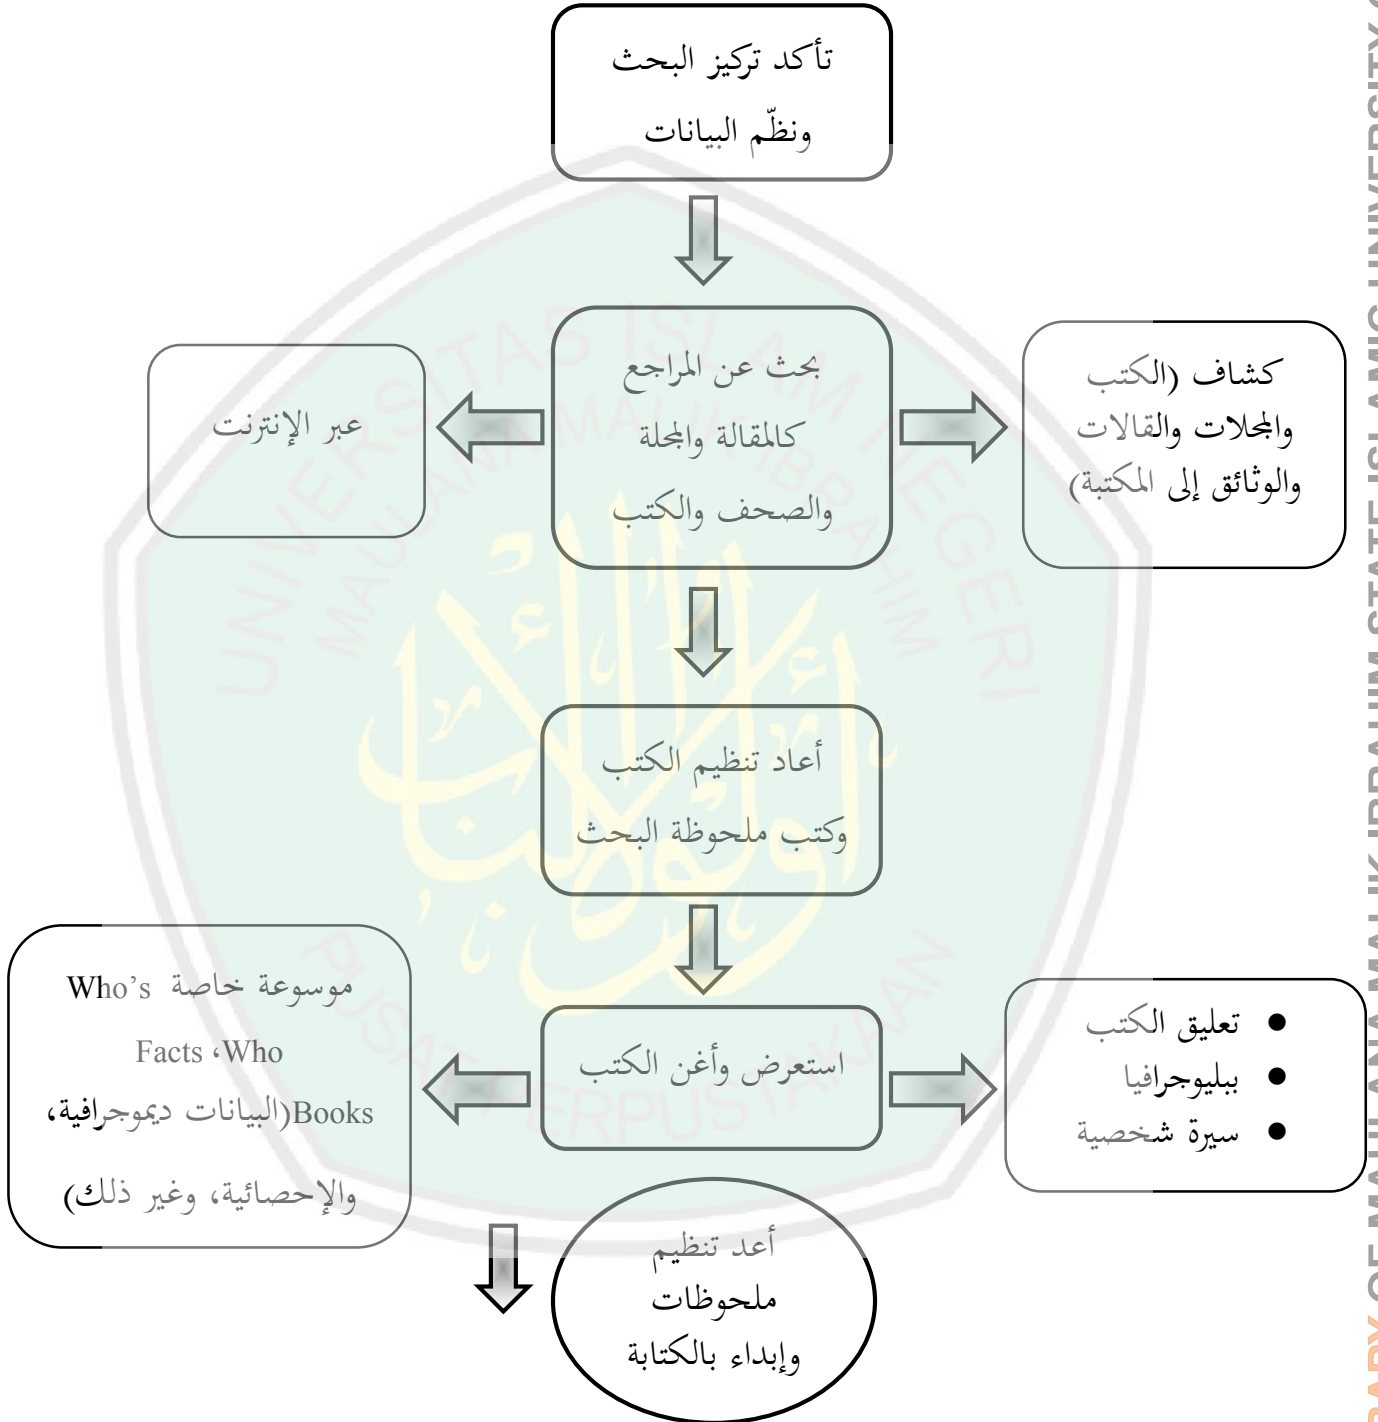 تأكد تركيز البحث
ونظّم البيانات
بحث عن المراجع
كالمقالة والمجلة
والصحف والكتب
كشاف (الكتب
والمجلات والقالات
والوثائق إلى المكتبة)
عبر الإنترنت
أعاد تنظيم الكتب
وكتب ملحوظة البحث
استعرض وأغن الكتب
● تعليق الكتب
● ببليوجرافيا
● سيرة شخصية
موسوعة خاصة Who's
Facts ،Who
Books(البيانات ديموجرافية،
والإحصائية، وغير ذلك)
أعد تنظيم
ملحوظات
وإبداء بالكتابة
UNIVERSITAS ISLAM NEGERI
MAULANA MALIK IBRAHIM
PUSAT PERPUSTAKAAN
OF MAULANA MALIK IBRAHIM STATE ISLAMIC UNIVERSITY